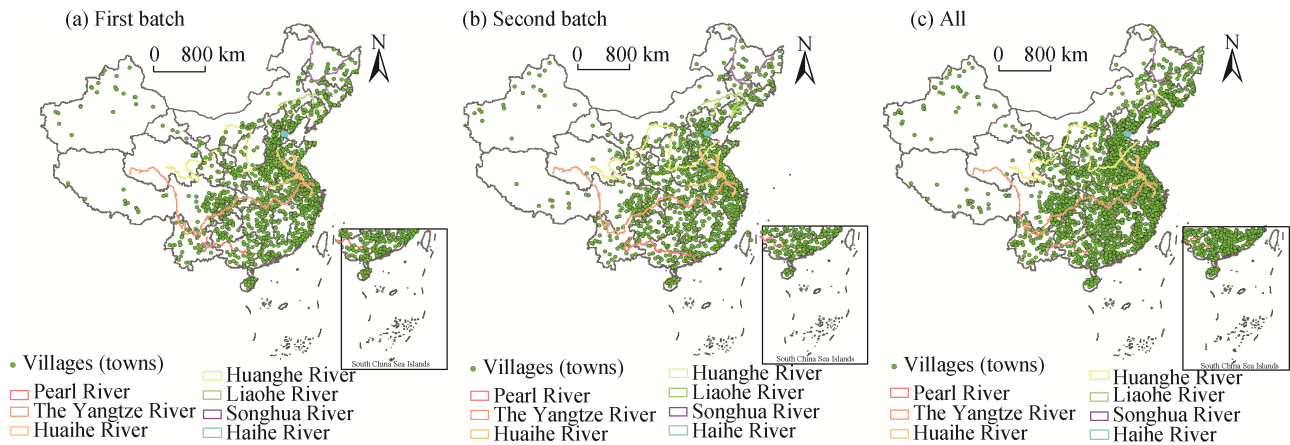 (a) First batch
0 800 km
N
South China Sea Islands
Villages (towns)
Pearl River
The Yangtze River
Huaihe River
Huanghe River
Liaohe River
Songhua River
Haihe River
(b) Second batch
0 800 km
N
South China Sea Islands
Villages (towns)
Pearl River
The Yangtze River
Huaihe River
Huanghe River
Liaohe River
Songhua River
Haihe River
(c) All
0 800 km
N
South China Sea Islands
Villages (towns)
Pearl River
The Yangtze River
Huaihe River
Huanghe River
Liaohe River
Songhua River
Haihe River